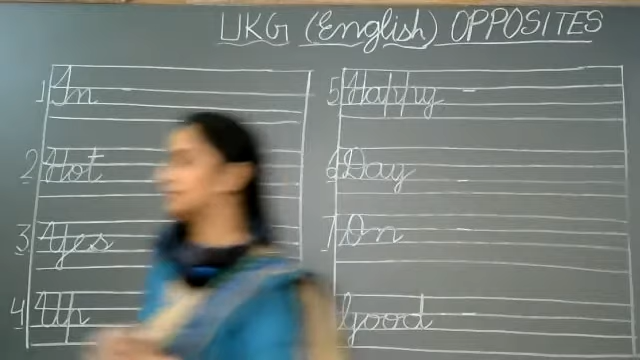 UKG (English) OPPOSITES
1 In -
2 Hot
3 Yes
4 Up
5 Happy -
6 Day -
7 On -
Good -